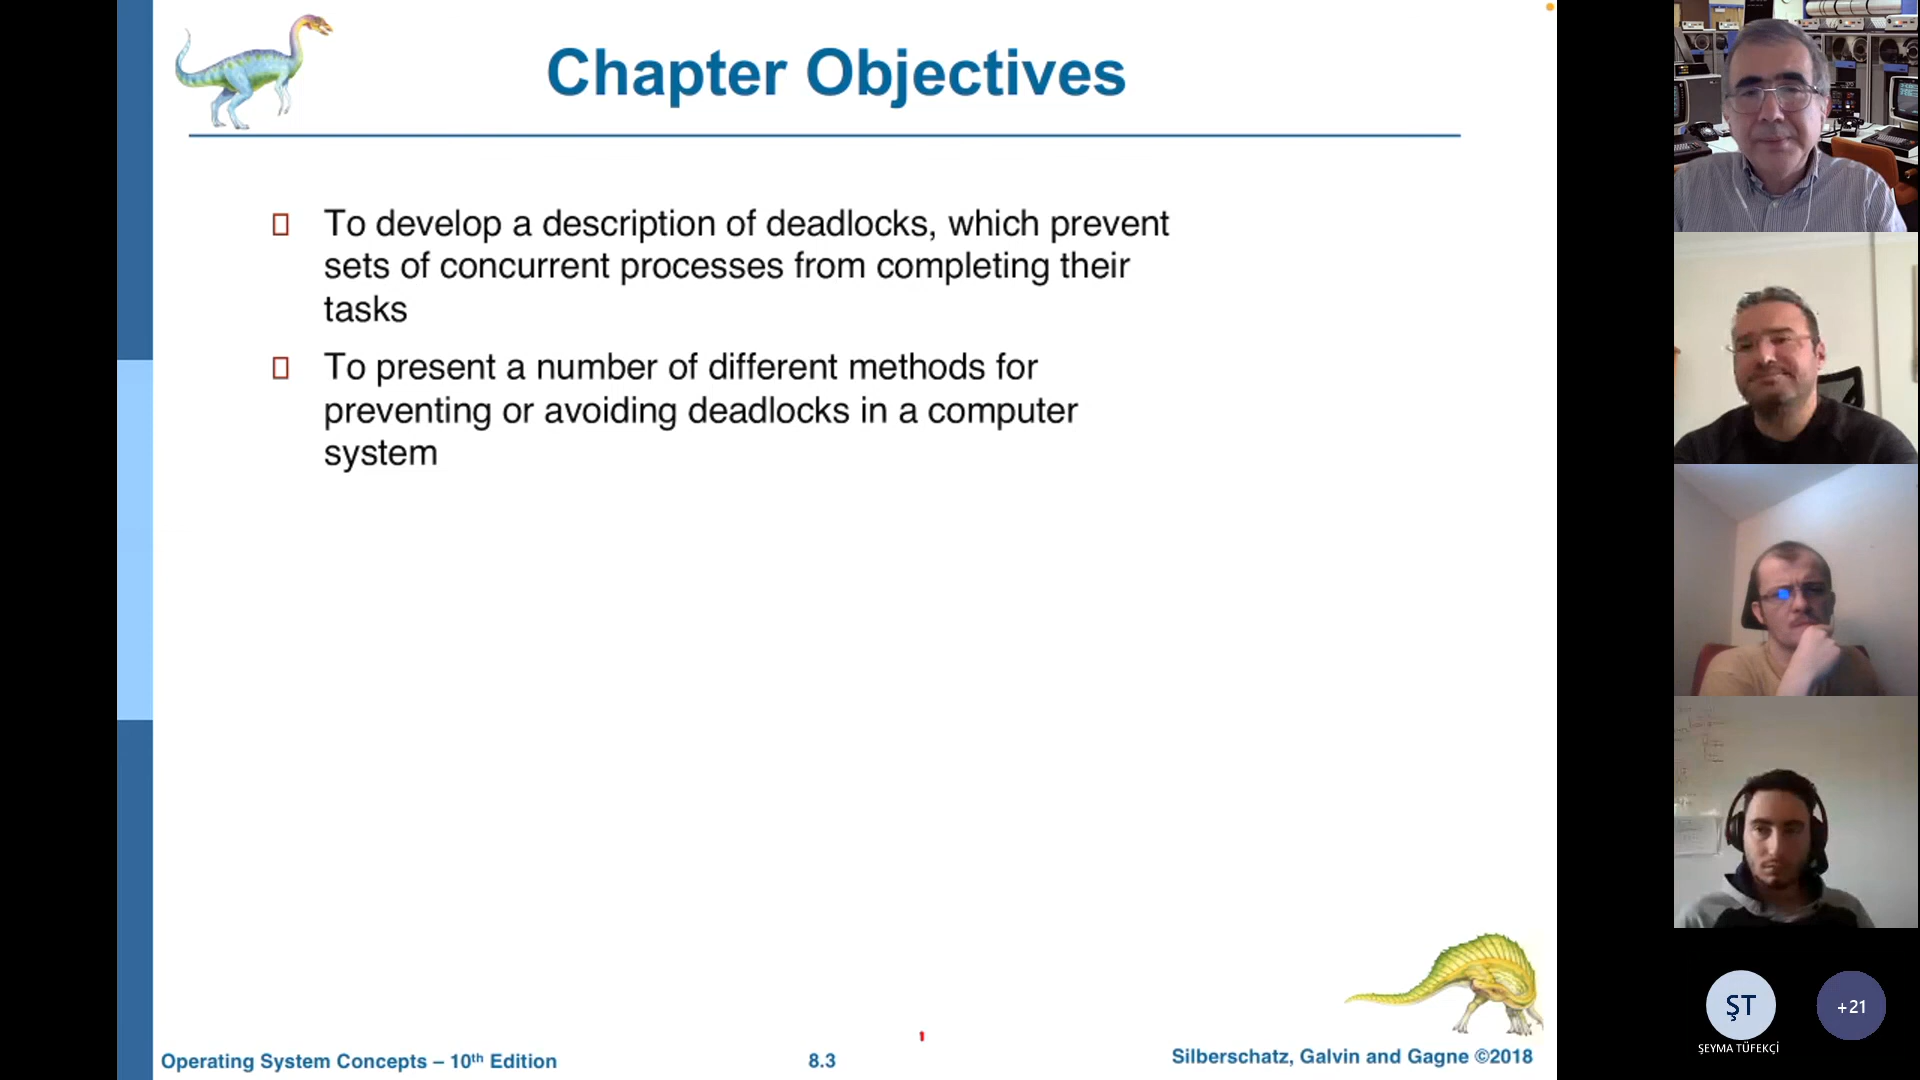 Chapter Objectives
To develop a description of deadlocks, which prevent
sets of concurrent processes from completing their
tasks
To present a number of different methods for
preventing or avoiding deadlocks in a computer
system
Operating System Concepts – 10th Edition
8.3
Silberschatz, Galvin and Gagne ©2018
ŞT
+21
ŞEYMA TÜFEKÇİ